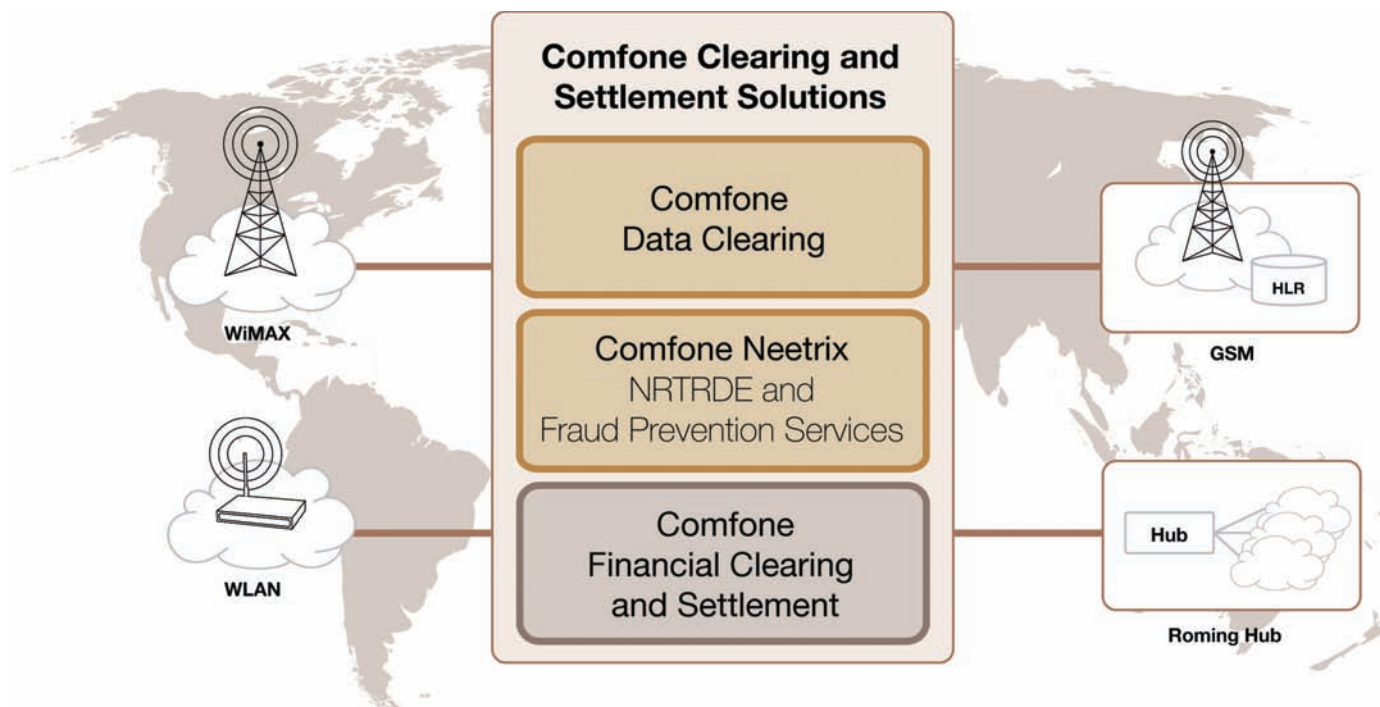 Comfone Clearing and
Settlement Solutions
Comfone
Data Clearing
Comfone Neetrix
NRTRDE and
Fraud Prevention Services
Comfone
Financial Clearing
and Settlement
WiMAX
WLAN
HLR
GSM
Hub
Roming Hub